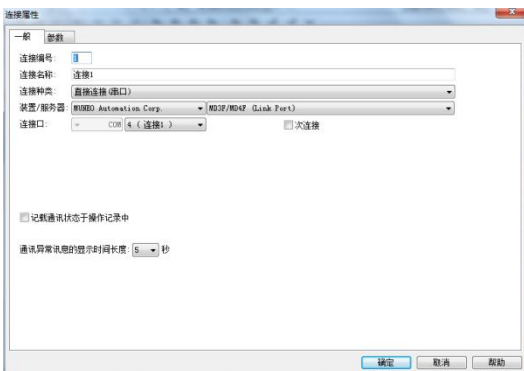 连接属性
一般 参数
连接编号: 1
连接名称: 连接1
连接种类: 直接连接(串口)
装置/服务器: WUHEO Automation Corp. MD3F/MD4F (Link Port)
连接口: COM 4 ( 连接1 ) 次连接
记载通讯状态于操作记录中
通讯异常讯息的显示时间长度: 5 秒
确定 取消 帮助